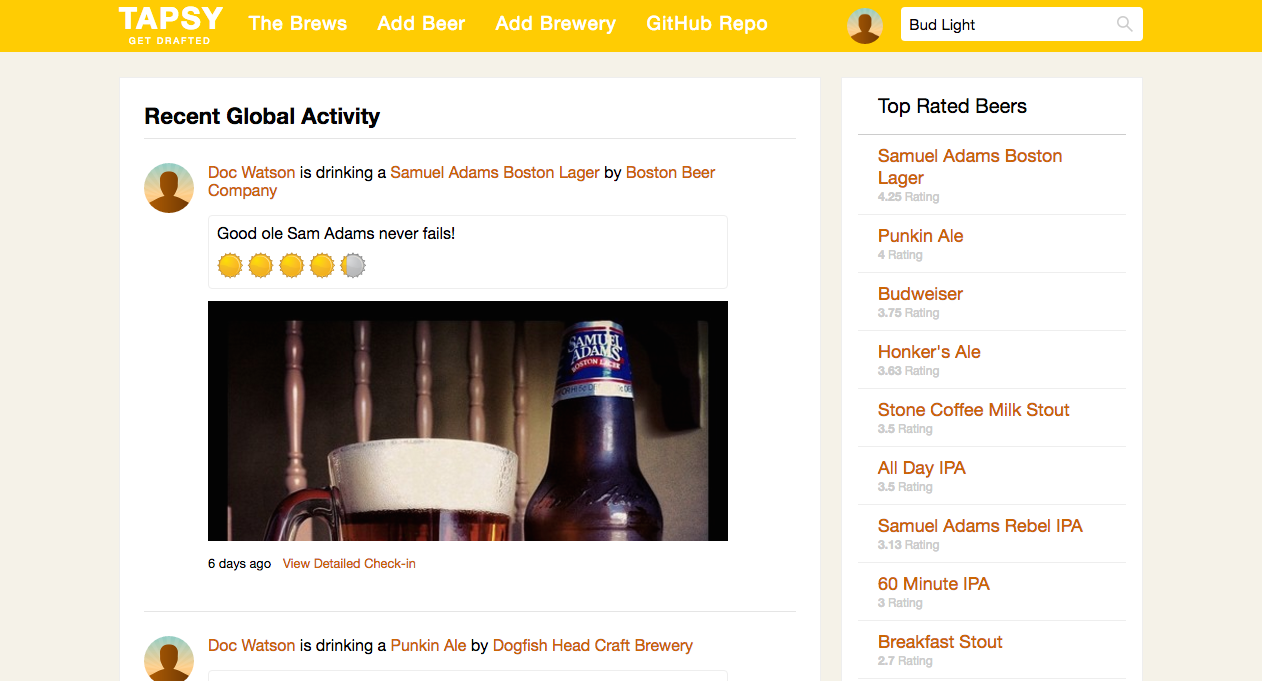 TAPSY
GET DRAFTED
The Brews
Add Beer
Add Brewery
GitHub Repo
Bud Light
Recent Global Activity
Doc Watson is drinking a Samuel Adams Boston Lager by Boston Beer
Company
Good ole Sam Adams never fails!
SAMUEL
ADAMS
BOSTON LAGER
6 days ago View Detailed Check-in
Doc Watson is drinking a Punkin Ale by Dogfish Head Craft Brewery
Top Rated Beers
Samuel Adams Boston
Lager
4.25 Rating
Punkin Ale
4 Rating
Budweiser
3.75 Rating
Honker's Ale
3.63 Rating
Stone Coffee Milk Stout
3.5 Rating
All Day IPA
3.5 Rating
Samuel Adams Rebel IPA
3.13 Rating
60 Minute IPA
3 Rating
Breakfast Stout
2.7 Rating